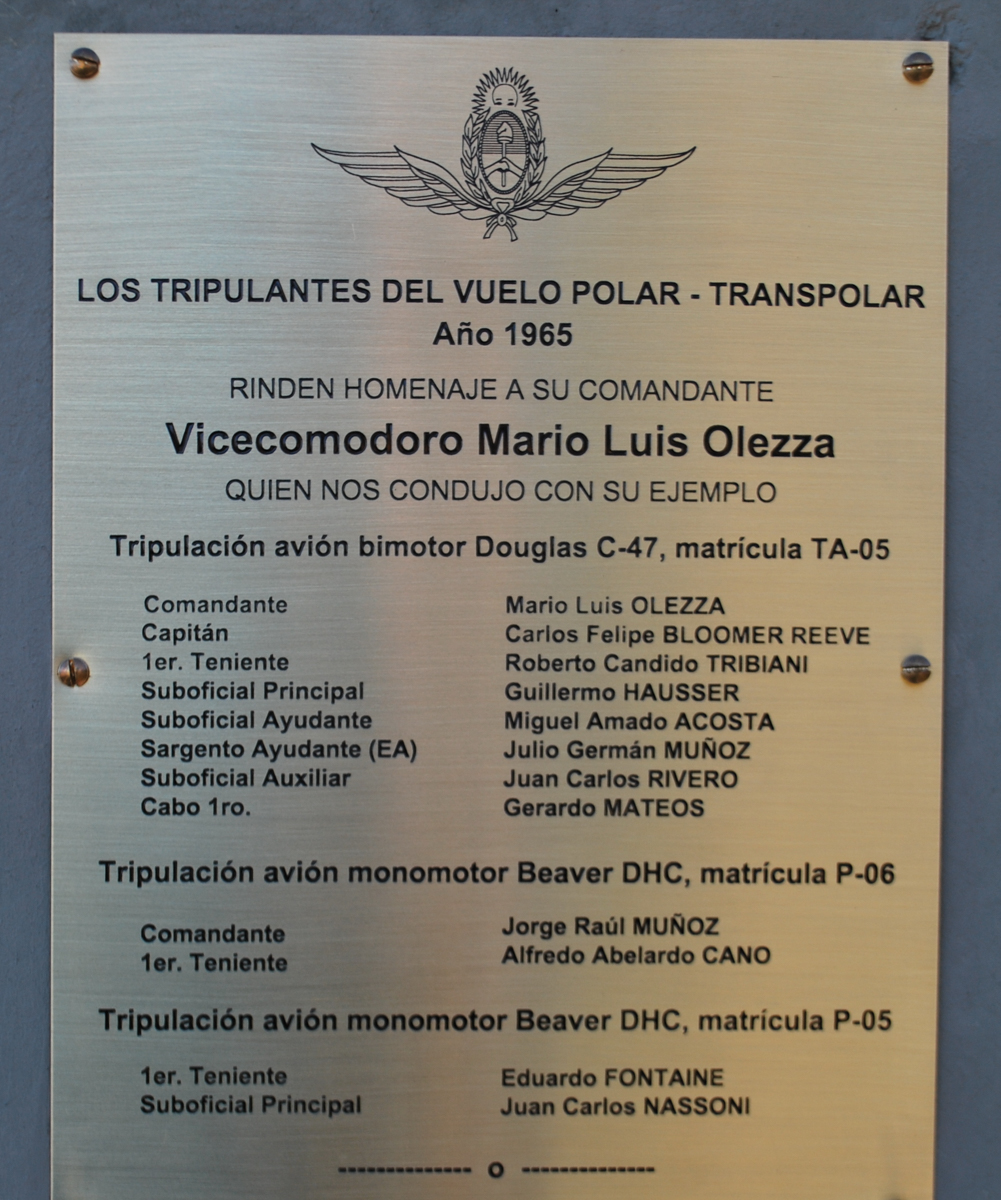 LOS TRIPULANTES DEL VUELO POLAR - TRANSPOLAR
Año 1965
RINDEN HOMENAJE A SU COMANDANTE
Vicecomodoro Mario Luis Olezza
QUIEN NOS CONDUJO CON SU EJEMPLO
Tripulación avión bimotor Douglas C-47, matrícula TA-05
Comandante Mario Luis OLEZZA
Capitán Carlos Felipe BLOOMER REEVE
1er. Teniente Roberto Candido TRIBIANI
Suboficial Principal Guillermo HAUSSER
Suboficial Ayudante Miguel Amado ACOSTA
Sargento Ayudante (EA) Julio Germán MUÑOZ
Suboficial Auxiliar Juan Carlos RIVERO
Cabo 1ro. Gerardo MATEOS
Tripulación avión monomotor Beaver DHC, matrícula P-06
Comandante Jorge Raúl MUÑOZ
1er. Teniente Alfredo Abelardo CANO
Tripulación avión monomotor Beaver DHC, matrícula P-05
1er. Teniente Eduardo FONTAINE
Suboficial Principal Juan Carlos NASSONI
-------------- o --------------